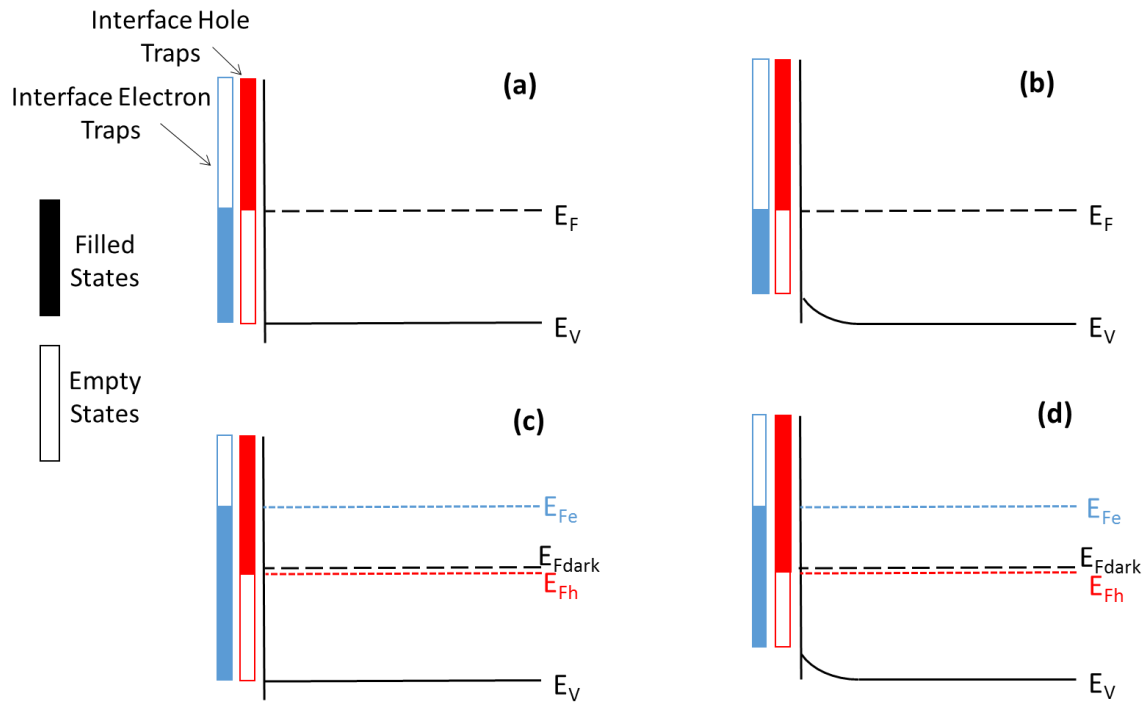 Interface Hole
Traps
Interface Electron
Traps
(a)
E_F
E_V
Filled
States
Empty
States
(b)
E_F
E_V
(c)
E_Fe
E_Fdark
E_Fh
E_V
(d)
E_Fe
E_Fdark
E_Fh
E_V